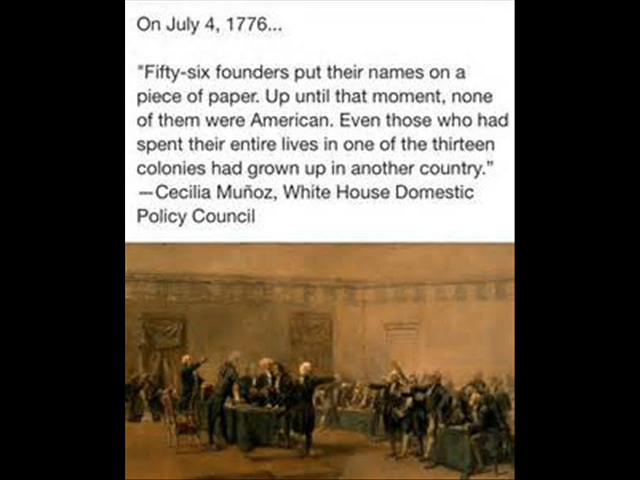 On July 4, 1776...
"Fifty-six founders put their names on a
piece of paper. Up until that moment, none
of them were American. Even those who had
spent their entire lives in one of the thirteen
colonies had grown up in another country.”
—Cecilia Muñoz, White House Domestic
Policy Council